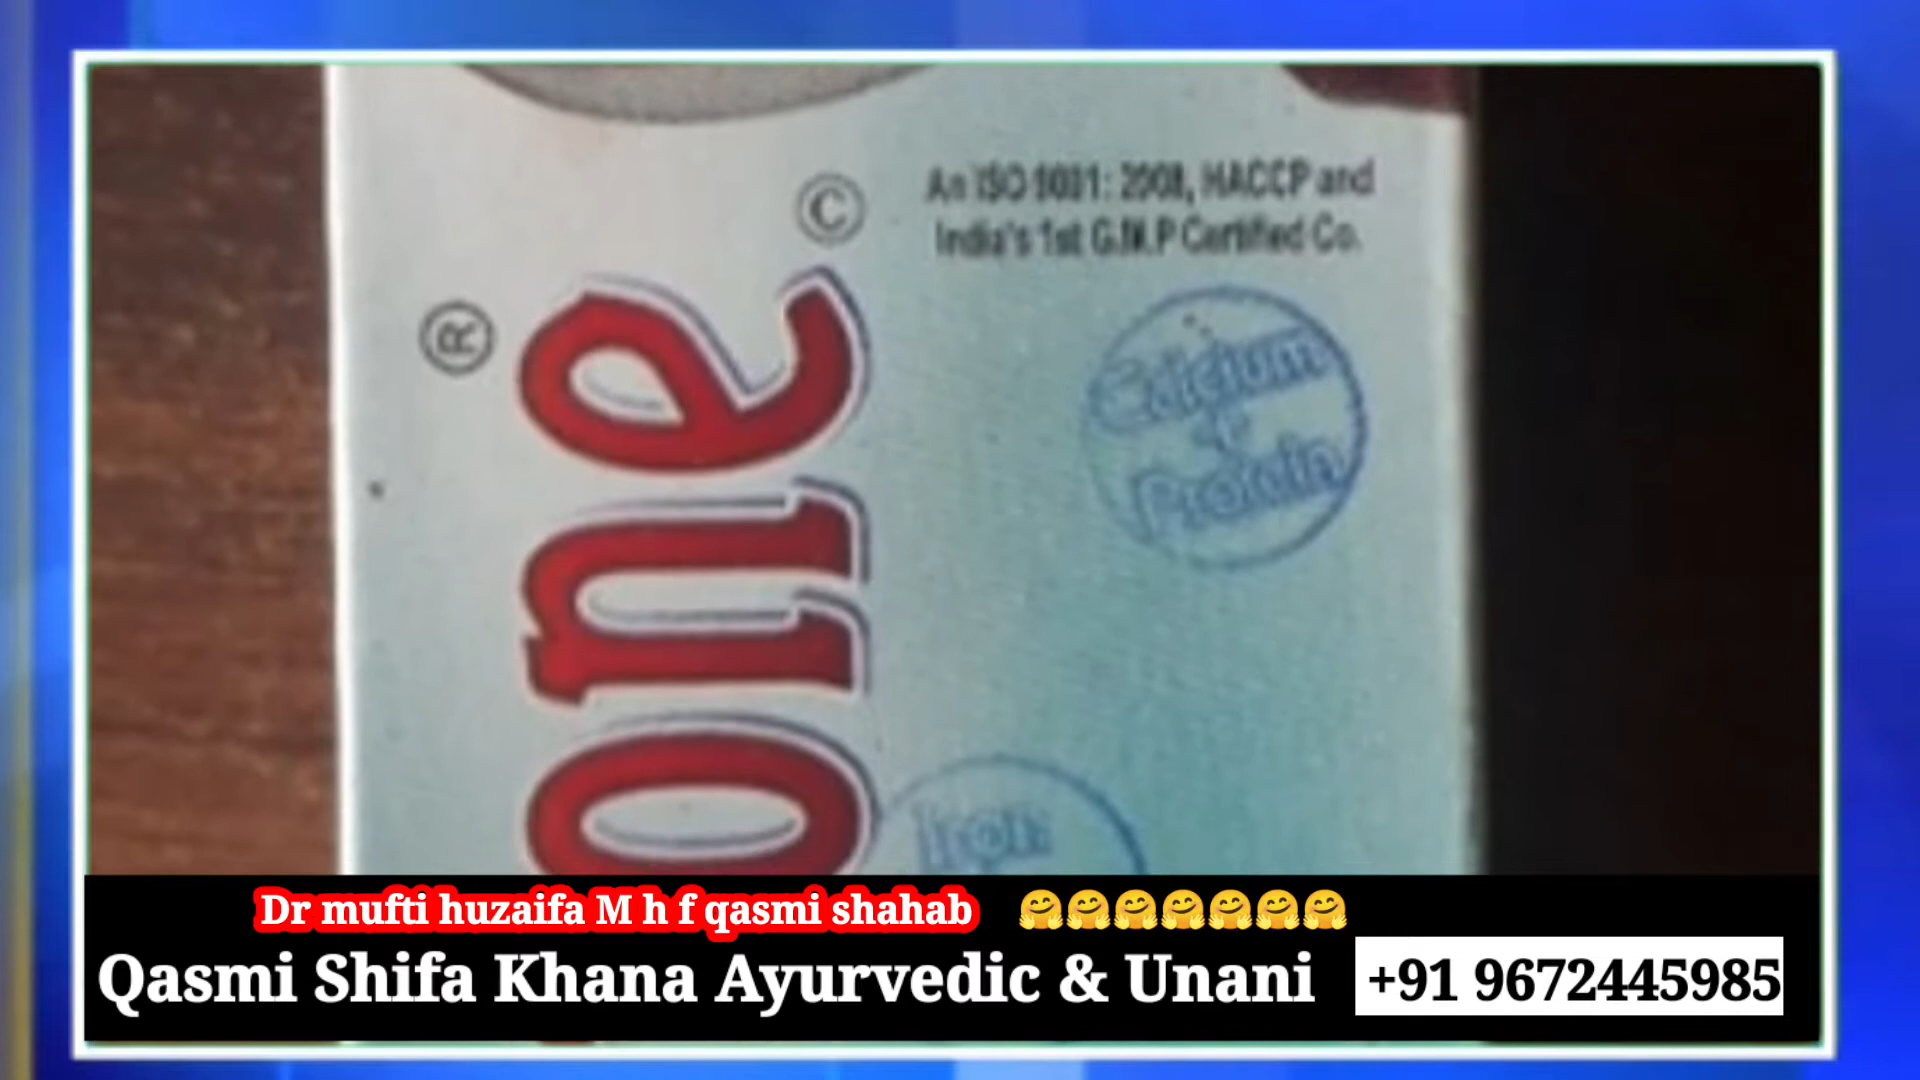 ©
An ISO 9001: 2008, HACCP and
India's 1st G.M.P Certified Co.
®
one
Calcium
&
Protein
Iron
Dr mufti huzaifa M h f qasmi shahab 🤗🤗🤗🤗🤗🤗🤗
Qasmi Shifa Khana Ayurvedic & Unani +91 9672445985